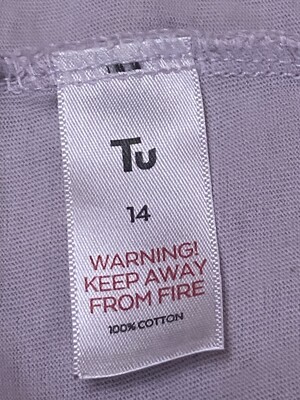 Tu
14
WARNING!
KEEP AWAY
FROM FIRE
100% COTTON